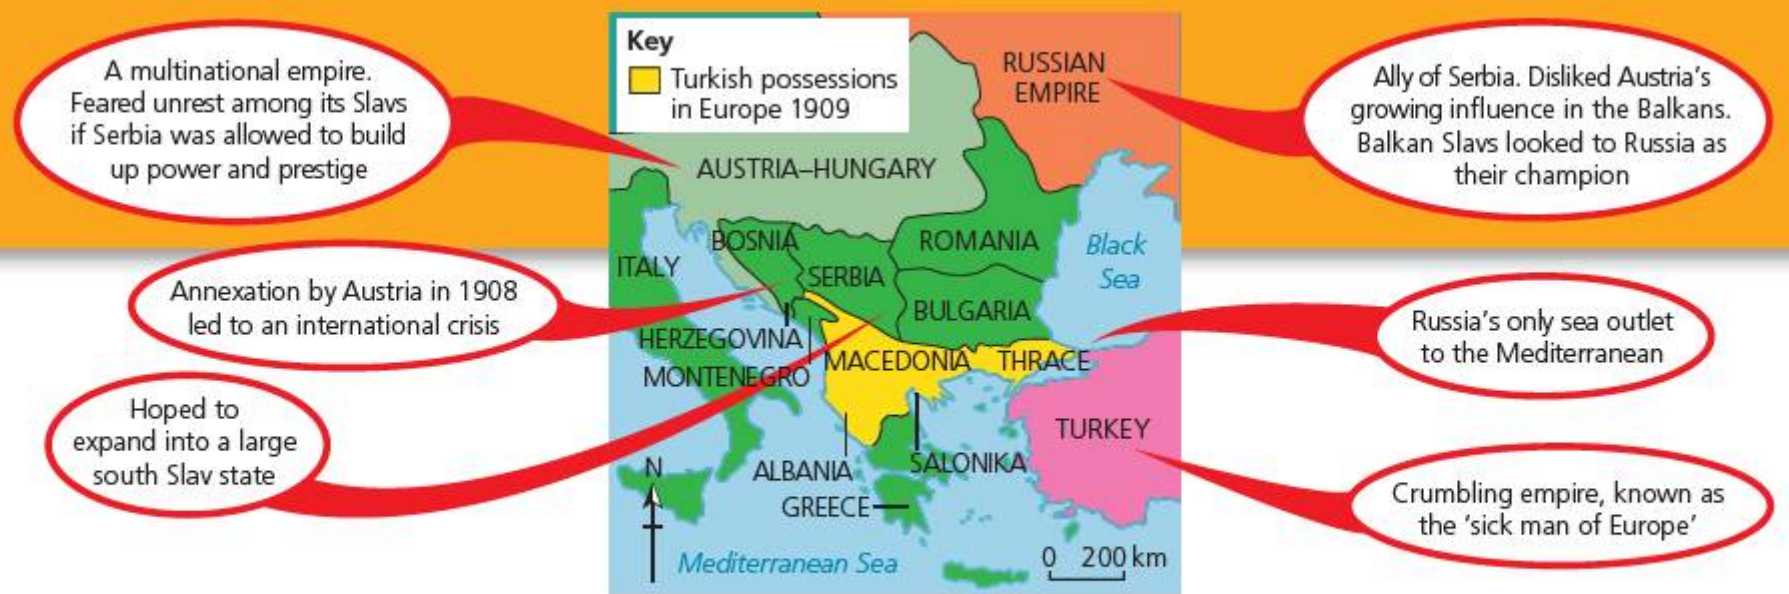 A multinational empire.
Feared unrest among its Slavs
if Serbia was allowed to build
up power and prestige
Key
Turkish possessions
in Europe 1909
RUSSIAN
EMPIRE
Ally of Serbia. Disliked Austria's
growing influence in the Balkans.
Balkan Slavs looked to Russia as
their champion
AUSTRIA–HUNGARY
Annexation by Austria in 1908
led to an international crisis
BOSNIA
ROMANIA
Black
Sea
ITALY
SERBIA
BULGARIA
HERZEGOVINA
MONTENEGRO
MACEDONIA
THRACE
Russia's only sea outlet
to the Mediterranean
Hoped to
expand into a large
south Slav state
TURKEY
N
ALBANIA
SALONIKA
GREECE
Crumbling empire, known as
the 'sick man of Europe'
Mediterranean Sea
0 200 km